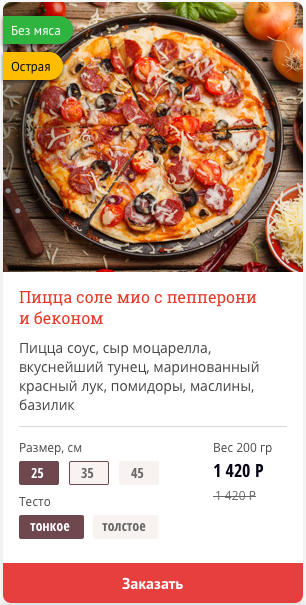 Без мяса
Острая
Пицца соле мио с пепперони
и беконом
Пицца соус, сыр моцарелла,
вкуснейший тунец, маринованный
красный лук, помидоры, маслины,
базилик
Размер, см
Вес 200 гр
25 35 45
1 420 Р
1 420 Р
Тесто
тонкое толстое
Заказать